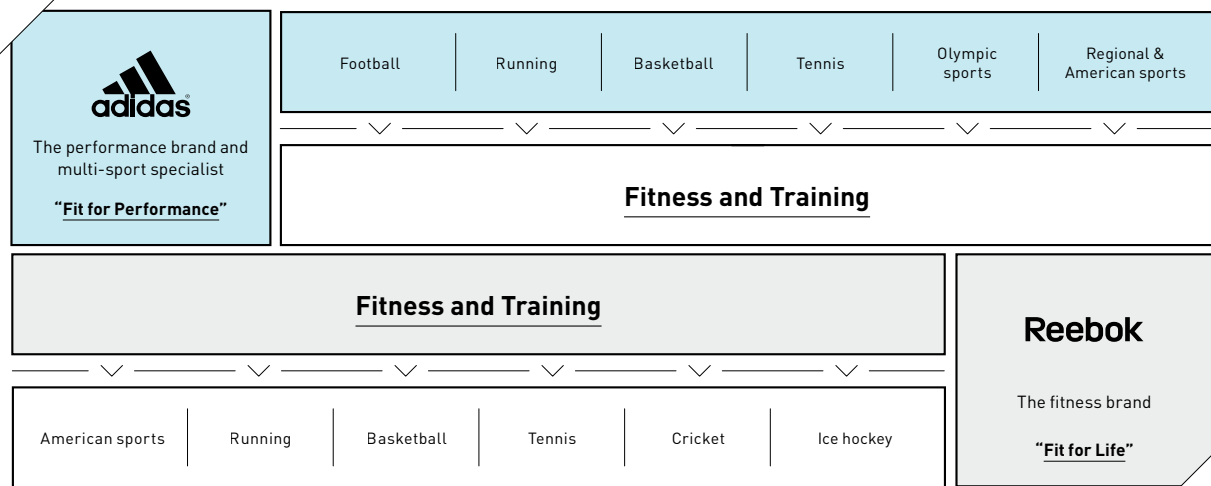 adidas®
The performance brand and
multi-sport specialist
“Fit for Performance”
Football
Running
Basketball
Tennis
Olympic
sports
Regional &
American sports
Fitness and Training
Fitness and Training
American sports
Running
Basketball
Tennis
Cricket
Ice hockey
Reebok
The fitness brand
“Fit for Life”